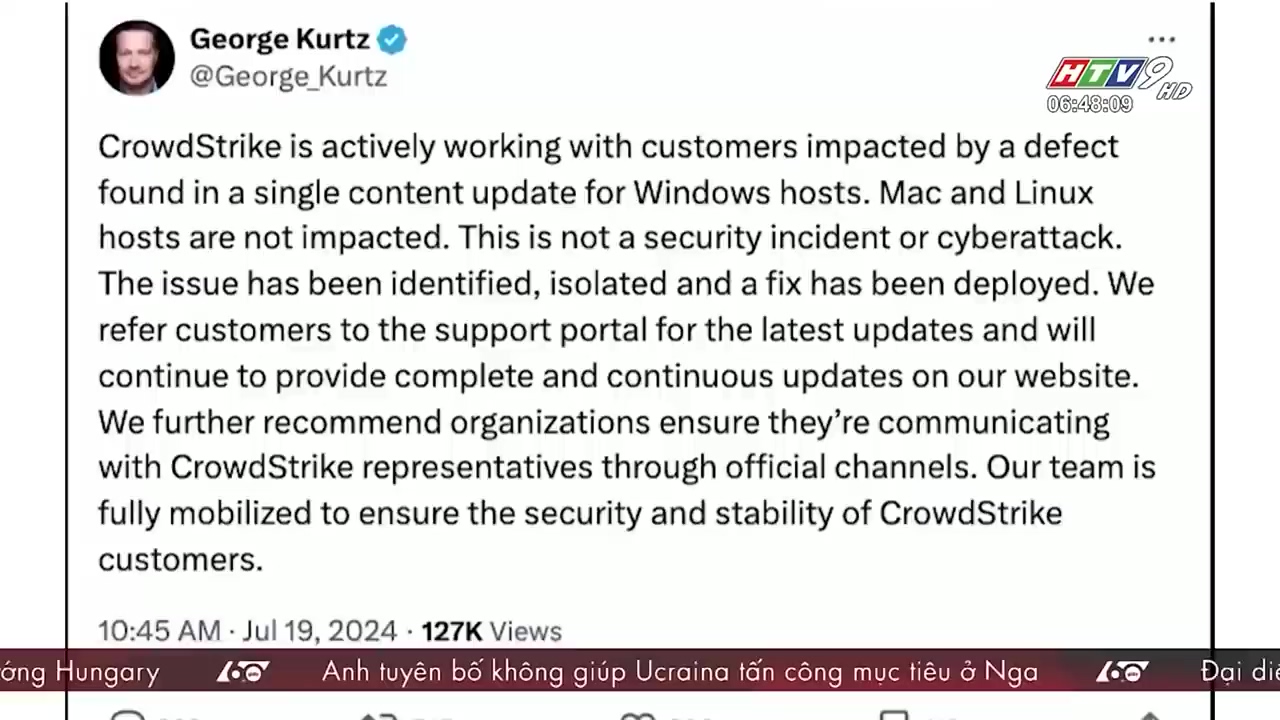 George Kurtz
@George_Kurtz
HTV9 HD
06:48:09
CrowdStrike is actively working with customers impacted by a defect
found in a single content update for Windows hosts. Mac and Linux
hosts are not impacted. This is not a security incident or cyberattack.
The issue has been identified, isolated and a fix has been deployed. We
refer customers to the support portal for the latest updates and will
continue to provide complete and continuous updates on our website.
We further recommend organizations ensure they’re communicating
with CrowdStrike representatives through official channels. Our team is
fully mobilized to ensure the security and stability of CrowdStrike
customers.
10:45 AM · Jul 19, 2024 · 127K Views
Hungary 60 Anh tuyên bố không giúp Ucraina tấn công mục tiêu ở Nga 60 Đại